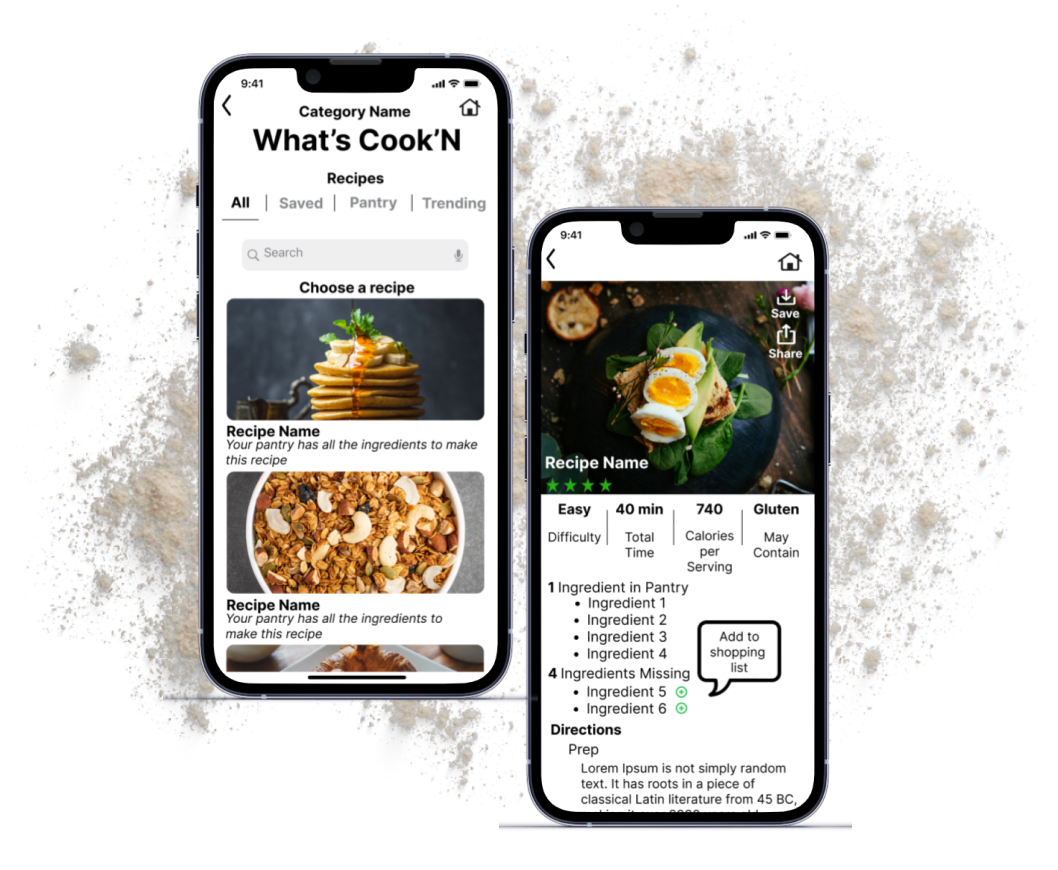 9:41
Category Name
What's Cook'N
Recipes
All | Saved | Pantry | Trending
Search
Choose a recipe
Recipe Name
Your pantry has all the ingredients to make
this recipe
Recipe Name
Your pantry has all the ingredients to
make this recipe
9:41
Save
Share
Recipe Name
Easy 40 min 740 Gluten
Difficulty Total Calories May
Time per Contain
Serving
1 Ingredient in Pantry
• Ingredient 1
• Ingredient 2
• Ingredient 3
• Ingredient 4
Add to
shopping
list
4 Ingredients Missing
• Ingredient 5
• Ingredient 6
Directions
Prep
Lorem Ipsum is not simply random
text. It has roots in a piece of
classical Latin literature from 45 BC,